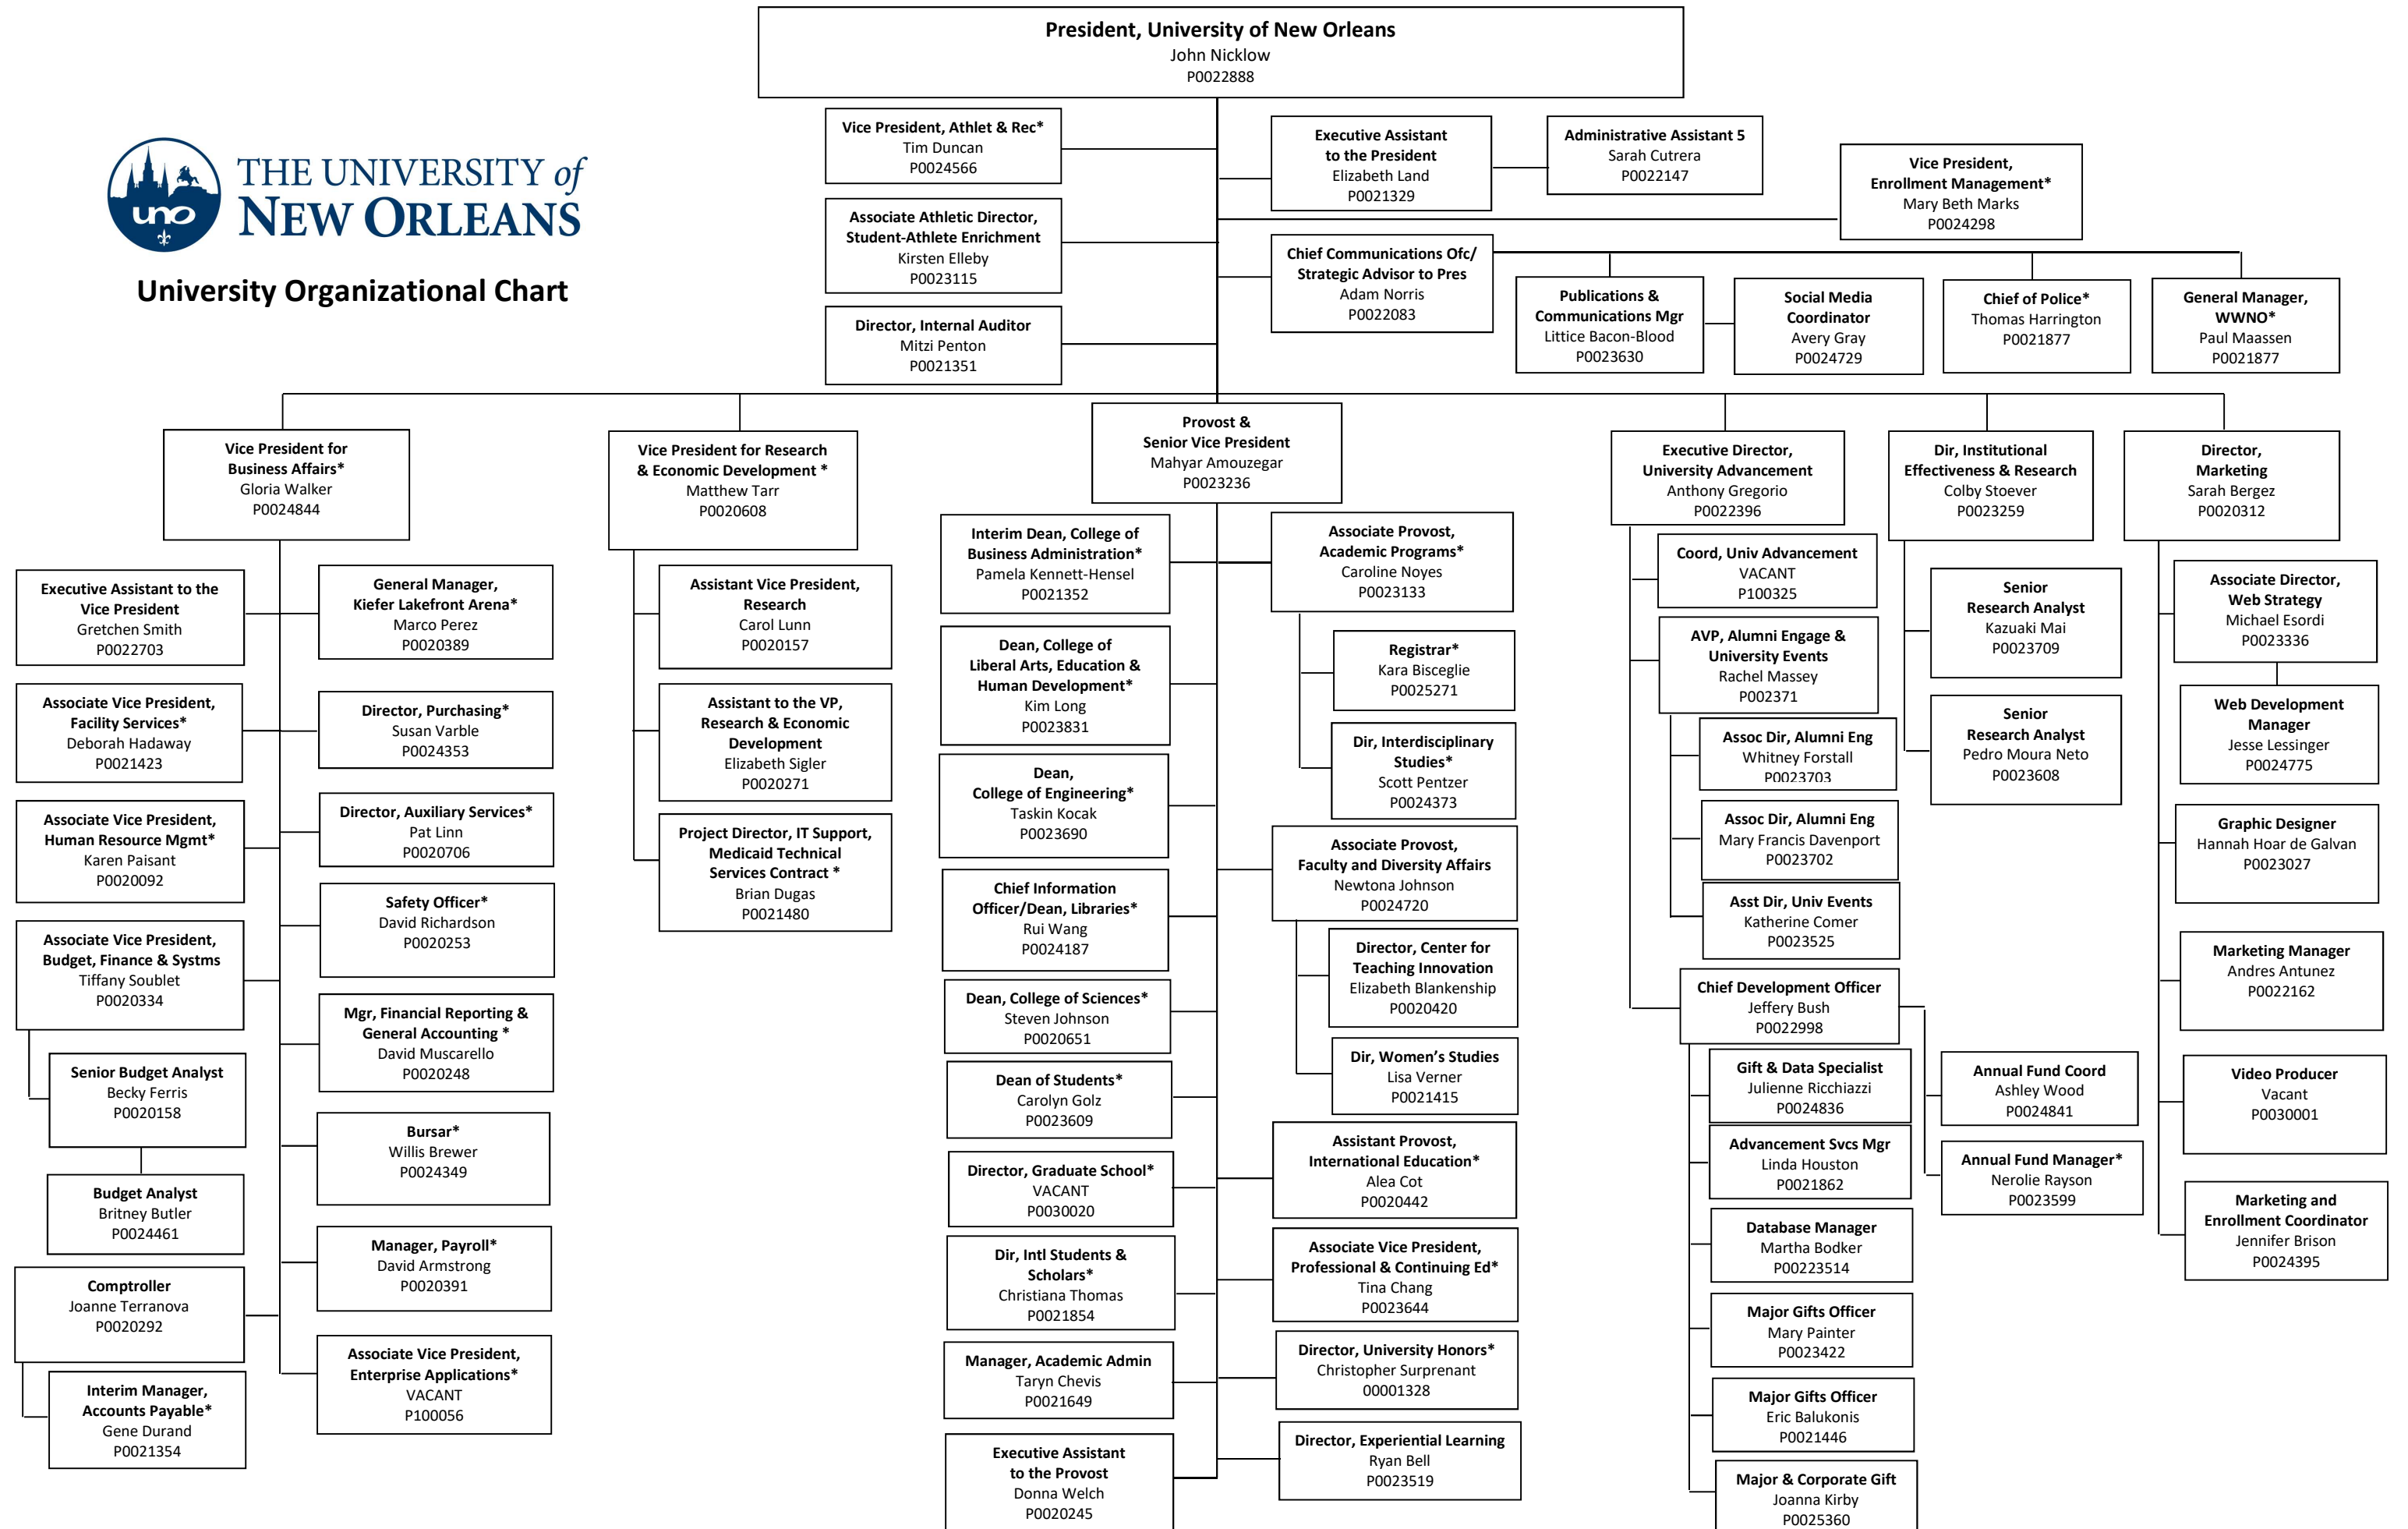 President, University of New Orleans
John Nicklow
P0022888
THE UNIVERSITY of
NEW ORLEANS
uno
University Organizational Chart
Vice President, Athlet & Rec*
Tim Duncan
P0024566
Associate Athletic Director,
Student-Athlete Enrichment
Kirsten Elleby
P0023115
Director, Internal Auditor
Mitzi Penton
P0021351
Executive Assistant
to the President
Elizabeth Land
P0021329
Administrative Assistant 5
Sarah Cutrera
P0022147
Vice President,
Enrollment Management*
Mary Beth Marks
P0024298
Chief Communications Ofc/
Strategic Advisor to Pres
Adam Norris
P0022083
Publications &
Communications Mgr
Littice Bacon-Blood
P0023630
Social Media
Coordinator
Avery Gray
P0024729
Chief of Police*
Thomas Harrington
P0021877
General Manager,
WWNO*
Paul Maassen
P0021877
Vice President for
Business Affairs*
Gloria Walker
P0024844
Executive Assistant to the
Vice President
Gretchen Smith
P0022703
Associate Vice President,
Facility Services*
Deborah Hadaway
P0021423
Associate Vice President,
Human Resource Mgmt*
Karen Paisant
P0020092
Associate Vice President,
Budget, Finance & Systms
Tiffany Soublet
P0020334
Senior Budget Analyst
Becky Ferris
P0020158
Budget Analyst
Britney Butler
P0024461
Comptroller
Joanne Terranova
P0020292
Interim Manager,
Accounts Payable*
Gene Durand
P0021354
General Manager,
Kiefer Lakefront Arena*
Marco Perez
P0020389
Director, Purchasing*
Susan Varble
P0024353
Director, Auxiliary Services*
Pat Linn
P0020706
Safety Officer*
David Richardson
P0020253
Mgr, Financial Reporting &
General Accounting *
David Muscarello
P0020248
Bursar*
Willis Brewer
P0024349
Manager, Payroll*
David Armstrong
P0020391
Associate Vice President,
Enterprise Applications*
VACANT
P100056
Vice President for Research
& Economic Development *
Matthew Tarr
P0020608
Assistant Vice President,
Research
Carol Lunn
P0020157
Assistant to the VP,
Research & Economic
Development
Elizabeth Sigler
P0020271
Project Director, IT Support,
Medicaid Technical
Services Contract *
Brian Dugas
P0021480
Provost &
Senior Vice President
Mahyar Amouzegar
P0023236
Interim Dean, College of
Business Administration*
Pamela Kennett-Hensel
P0021352
Dean, College of
Liberal Arts, Education &
Human Development*
Kim Long
P0023831
Dean,
College of Engineering*
Taskin Kocak
P0023690
Chief Information
Officer/Dean, Libraries*
Rui Wang
P0024187
Dean, College of Sciences*
Steven Johnson
P0020651
Dean of Students*
Carolyn Golz
P0023609
Director, Graduate School*
VACANT
P0030020
Dir, Intl Students &
Scholars*
Christiana Thomas
P0021854
Manager, Academic Admin
Taryn Chevis
P0021649
Executive Assistant
to the Provost
Donna Welch
P0020245
Associate Provost,
Academic Programs*
Caroline Noyes
P0023133
Registrar*
Kara Bisceglie
P0025271
Dir, Interdisciplinary
Studies*
Scott Pentzer
P0024373
Associate Provost,
Faculty and Diversity Affairs
Newtona Johnson
P0024720
Director, Center for
Teaching Innovation
Elizabeth Blankenship
P0020420
Dir, Women’s Studies
Lisa Verner
P0021415
Assistant Provost,
International Education*
Alea Cot
P0020442
Associate Vice President,
Professional & Continuing Ed*
Tina Chang
P0023644
Director, University Honors*
Christopher Surprenant
00001328
Director, Experiential Learning
Ryan Bell
P0023519
Executive Director,
University Advancement
Anthony Gregorio
P0022396
Coord, Univ Advancement
VACANT
P100325
AVP, Alumni Engage &
University Events
Rachel Massey
P002371
Assoc Dir, Alumni Eng
Whitney Forstall
P0023703
Assoc Dir, Alumni Eng
Mary Francis Davenport
P0023702
Asst Dir, Univ Events
Katherine Comer
P0023525
Chief Development Officer
Jeffery Bush
P0022998
Gift & Data Specialist
Julienne Ricchiazzi
P0024836
Advancement Svcs Mgr
Linda Houston
P0021862
Database Manager
Martha Bodker
P00223514
Major Gifts Officer
Mary Painter
P0023422
Major Gifts Officer
Eric Balukonis
P0021446
Major & Corporate Gift
Joanna Kirby
P0025360
Annual Fund Coord
Ashley Wood
P0024841
Annual Fund Manager*
Nerolie Rayson
P0023599
Dir, Institutional
Effectiveness & Research
Colby Stoever
P0023259
Senior
Research Analyst
Kazuaki Mai
P0023709
Senior
Research Analyst
Pedro Moura Neto
P0023608
Director,
Marketing
Sarah Bergez
P0020312
Associate Director,
Web Strategy
Michael Esordi
P0023336
Web Development
Manager
Jesse Lessinger
P0024775
Graphic Designer
Hannah Hoar de Galvan
P0023027
Marketing Manager
Andres Antunez
P0022162
Video Producer
Vacant
P0030001
Marketing and
Enrollment Coordinator
Jennifer Brison
P0024395